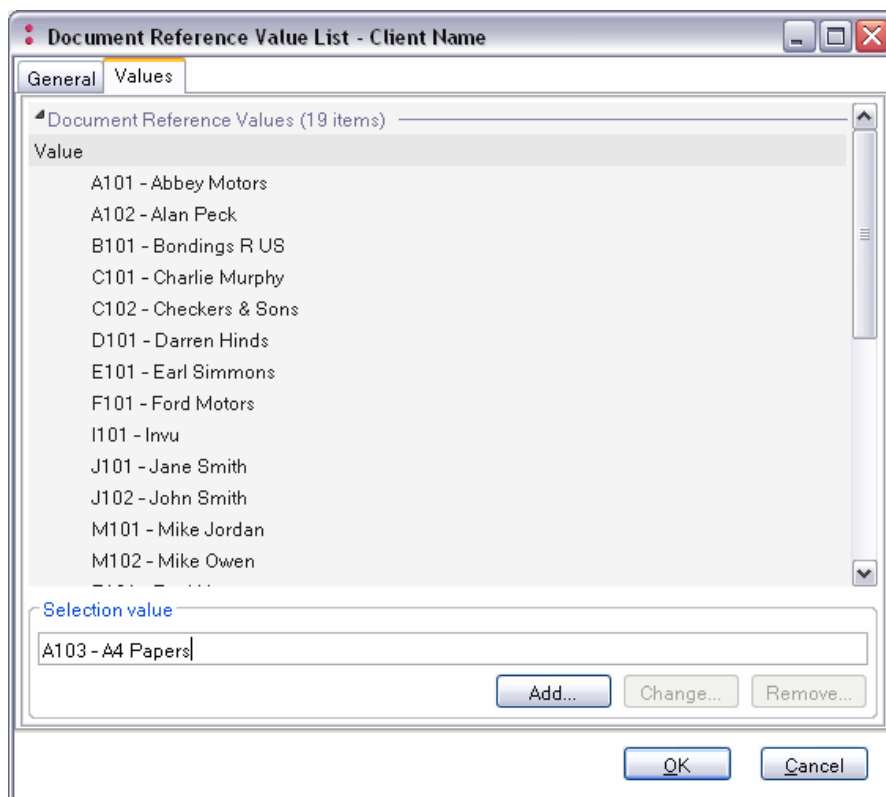 Document Reference Value List - Client Name
General Values
Document Reference Values (19 items)
Value
A101 - Abbey Motors
A102 - Alan Peck
B101 - Bondings R US
C101 - Charlie Murphy
C102 - Checkers & Sons
D101 - Darren Hinds
E101 - Earl Simmons
F101 - Ford Motors
I101 - Invu
J101 - Jane Smith
J102 - John Smith
M101 - Mike Jordan
M102 - Mike Owen
Selection value
A103 - A4 Papers
Add... Change... Remove...
OK Cancel